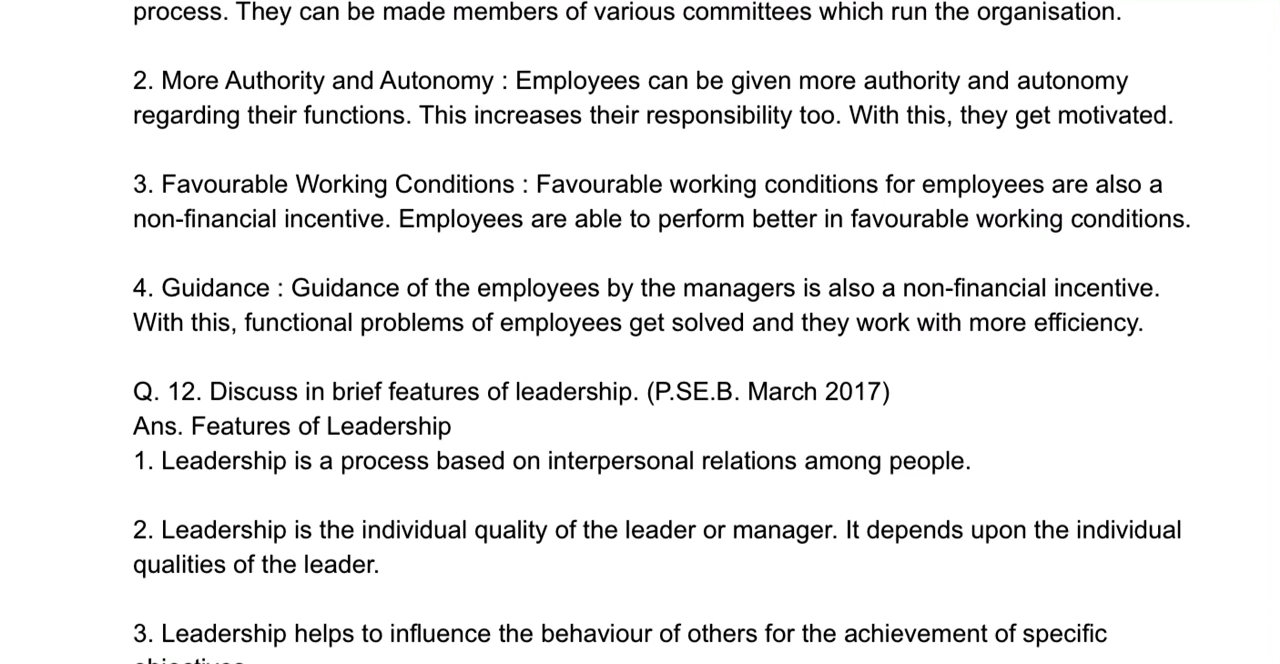 process. They can be made members of various committees which run the organisation.
2. More Authority and Autonomy : Employees can be given more authority and autonomy
regarding their functions. This increases their responsibility too. With this, they get motivated.
3. Favourable Working Conditions : Favourable working conditions for employees are also a
non-financial incentive. Employees are able to perform better in favourable working conditions.
4. Guidance : Guidance of the employees by the managers is also a non-financial incentive.
With this, functional problems of employees get solved and they work with more efficiency.
Q. 12. Discuss in brief features of leadership. (P.SE.B. March 2017)
Ans. Features of Leadership
1. Leadership is a process based on interpersonal relations among people.
2. Leadership is the individual quality of the leader or manager. It depends upon the individual
qualities of the leader.
3. Leadership helps to influence the behaviour of others for the achievement of specific